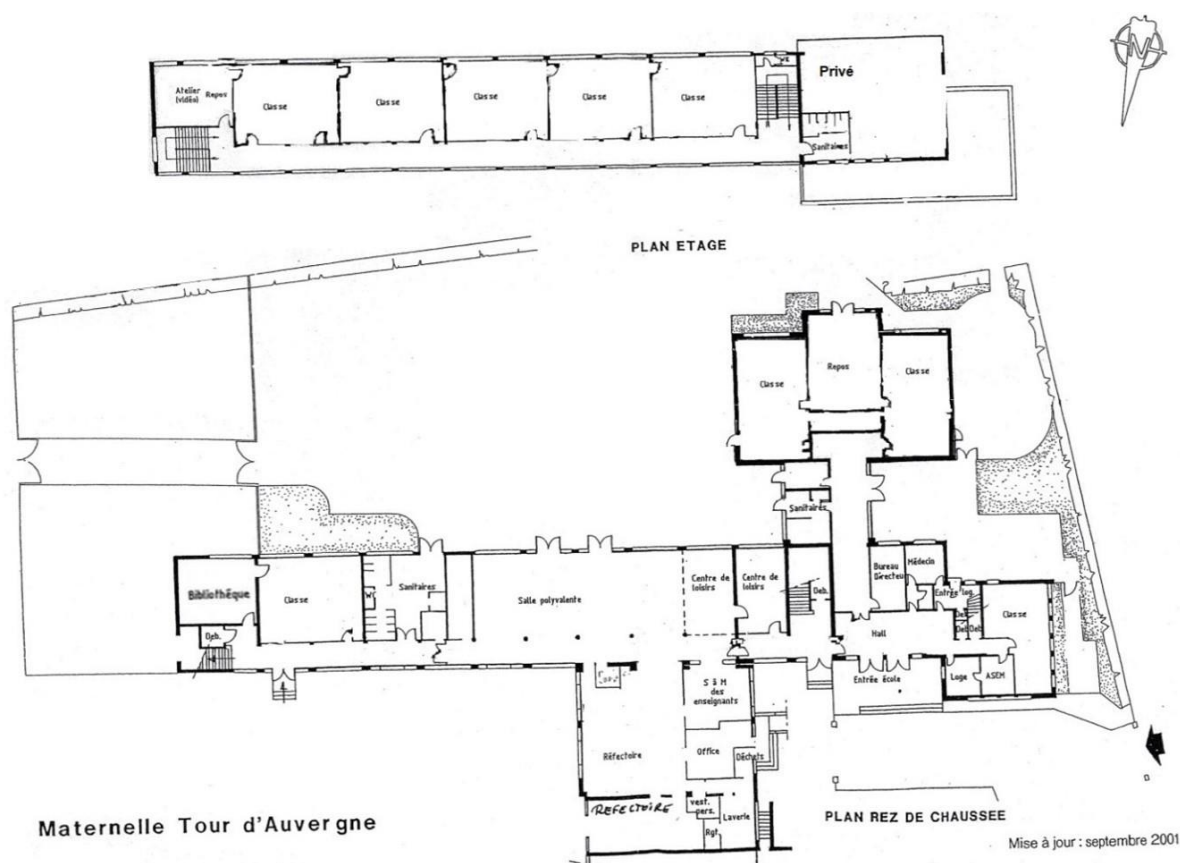 N
Privé
Atelier
(vidéo)
Repos
Classe
Classe
Classe
Classe
Classe
Sanitaires
PLAN ETAGE
Classe
Repos
Classe
Sanitaires
Bibliothèque
Classe
WC
Sanitaires
Salle polyvalente
Centre de
loisirs
Centre de
loisirs
Deb.
Bureau
Directeu
Médecin
Entrée log.
Classe
Deb.
Hall
Entrée école
Loge
ASEM
S à M
des
enseignants
Réfectoire
Office
Déchets
REFECTOIRE
vest.
pers.
Laverie
Rgt.
PLAN REZ DE CHAUSSEE
Maternelle Tour d'Auvergne
Mise à jour : septembre 2001